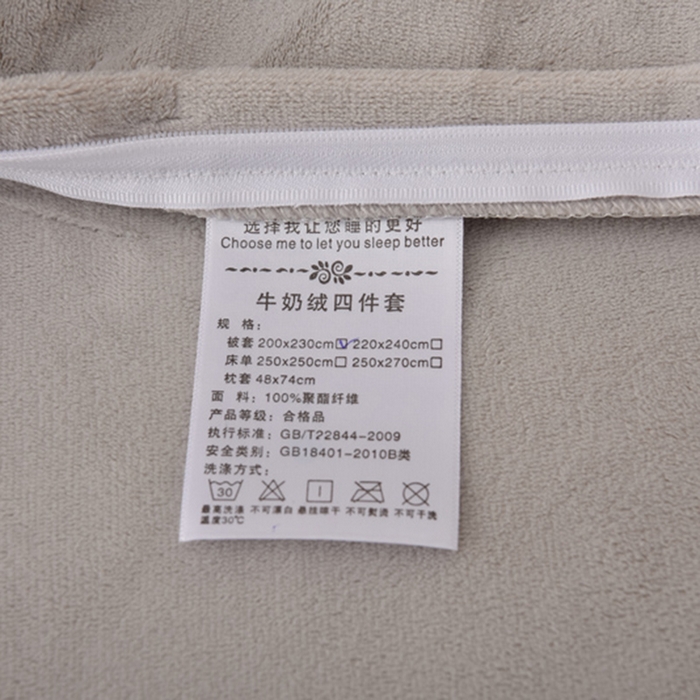 选择我让您睡的更好
Choose me to let you sleep better
牛奶绒四件套
规 格：
被套 200x230cm☑ 220x240cm☐
床单 250x250cm☐ 250x270cm☐
枕套 48x74cm
面 料：100%聚酯纤维
产品等级：合格品
执行标准：GB/T22844-2009
安全类别：GB18401-2010B类
洗涤方式：
30
最高洗涤温度30℃ 不可漂白 悬挂晾干 不可熨烫 不可干洗